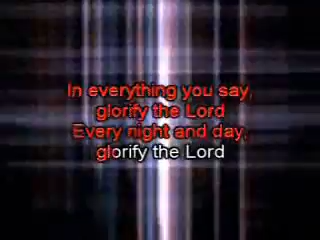 In everything you say,
glorify the Lord
Every night and day,
glorify the Lord